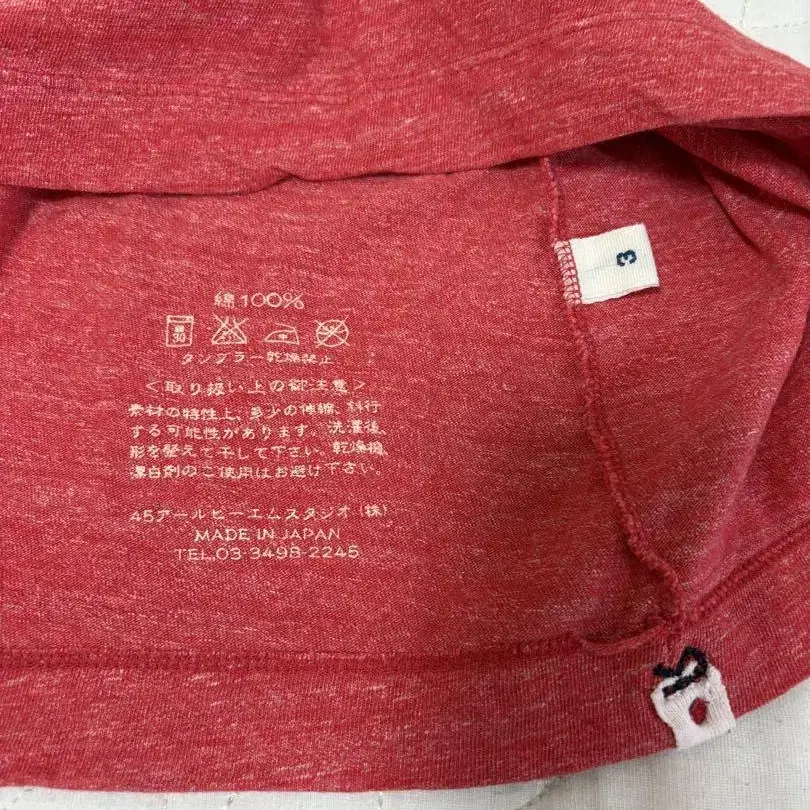 綿100%
綿
30
タンブラー乾燥禁止
<取り扱い上の御注意>
素材の特性上、多少の伸縮、斜行
する可能性があります。洗濯後、
形を整えて干して下さい。乾燥機、
漂白剤のご使用はお避け下さい。
45アールピーエムスタジオ(株)
MADE IN JAPAN
TEL.03-3498-2245
3